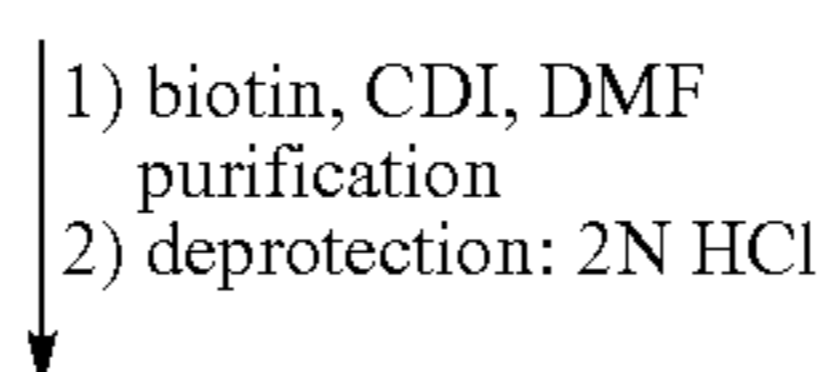 1) biotin, CDI, DMF
purification
2) deprotection: 2N HCl